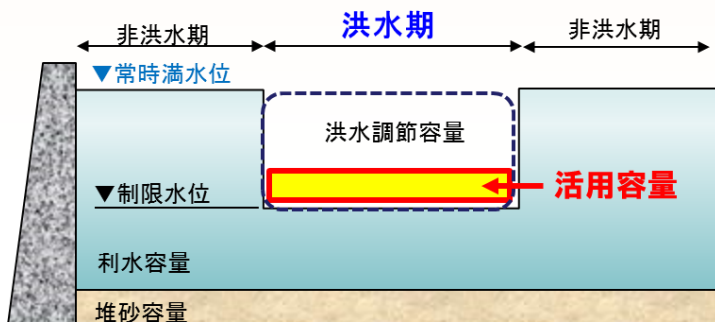 非洪水期
洪水期
非洪水期
▼常時満水位
洪水調節容量
活用容量
▼制限水位
利水容量
堆砂容量